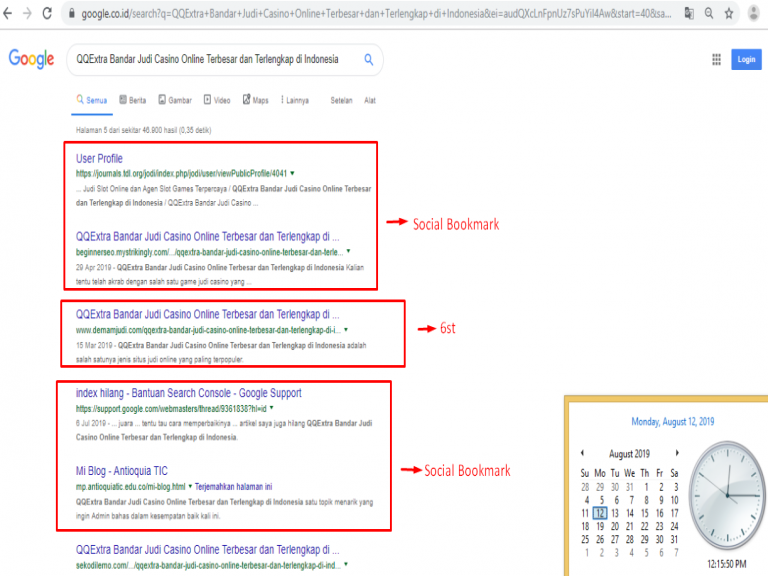 google.co.id/search?q=QQExtra+Bandar+Judi+Casino+Online+Terbesar+dan+Terlengkap+di+Indonesia&ei=audQXcLnFpnUz7sPuYil4Aw&start=40&sa...
Google
QQExtra Bandar Judi Casino Online Terbesar dan Terlengkap di Indonesia
Login
Semua Berita Gambar Video Maps Lainnya Setelan Alat
Halaman 5 dari sekitar 46.900 hasil (0,35 detik)
User Profile
https://journals.tdl.org/jodi/index.php/jodi/user/viewPublicProfile/4041
... Judi Slot Online dan Agen Slot Games Terpercaya / QQExtra Bandar Judi Casino Online Terbesar
dan Terlengkap di Indonesia / QQExtra Bandar Judi Casino ...
Social Bookmark
QQExtra Bandar Judi Casino Online Terbesar dan Terlengkap di ...
beginnerseo.mystrikingly.com/.../qqextra-bandar-judi-casino-online-terbesar-dan-terle...
29 Apr 2019 - QQExtra Bandar Judi Casino Online Terbesar dan Terlengkap di Indonesia Kalian
tentu telah akrab dengan salah satu game judi casino yang ...
QQExtra Bandar Judi Casino Online Terbesar dan Terlengkap di ...
www.demamjudi.com/qqextra-bandar-judi-casino-online-terbesar-dan-terlengkap-di-i...
6st
15 Mar 2019 - QQExtra Bandar Judi Casino Online Terbesar dan Terlengkap di Indonesia adalah
salah satunya jenis situs judi online yang paling terpopuler.
index hilang - Bantuan Search Console - Google Support
https://support.google.com/webmasters/thread/9361838?hl=id
6 Jul 2019 - ... juara ... tentu tau cara memperbaikinya ... artikel saya juga hilang QQExtra Bandar Judi
Casino Online Terbesar dan Terlengkap di Indonesia.
Mi Blog - Antioquia TIC
Social Bookmark
mp.antioquiatic.edu.co/mi-blog.html Terjemahkan halaman ini
QQExtra Bandar Judi Casino Online Terbesar dan Terlengkap di Indonesia satu topik menarik yang
ingin Admin bahas dalam kesempatan baik kali ini.
QQExtra Bandar Judi Casino Online Terbesar dan Terlengkap di ...
sekodilemo.com/.../qqextra-bandar-judi-casino-online-terbesar-dan-terlengkap-di-ind...
Monday, August 12, 2019
August 2019
Su Mo Tu We Th Fr Sa
28 29 30 31 1 2 3
4 5 6 7 8 9 10
11 12 13 14 15 16 17
18 19 20 21 22 23 24
25 26 27 28 29 30 31
1 2 3 4 5 6 7
12:15:50 PM